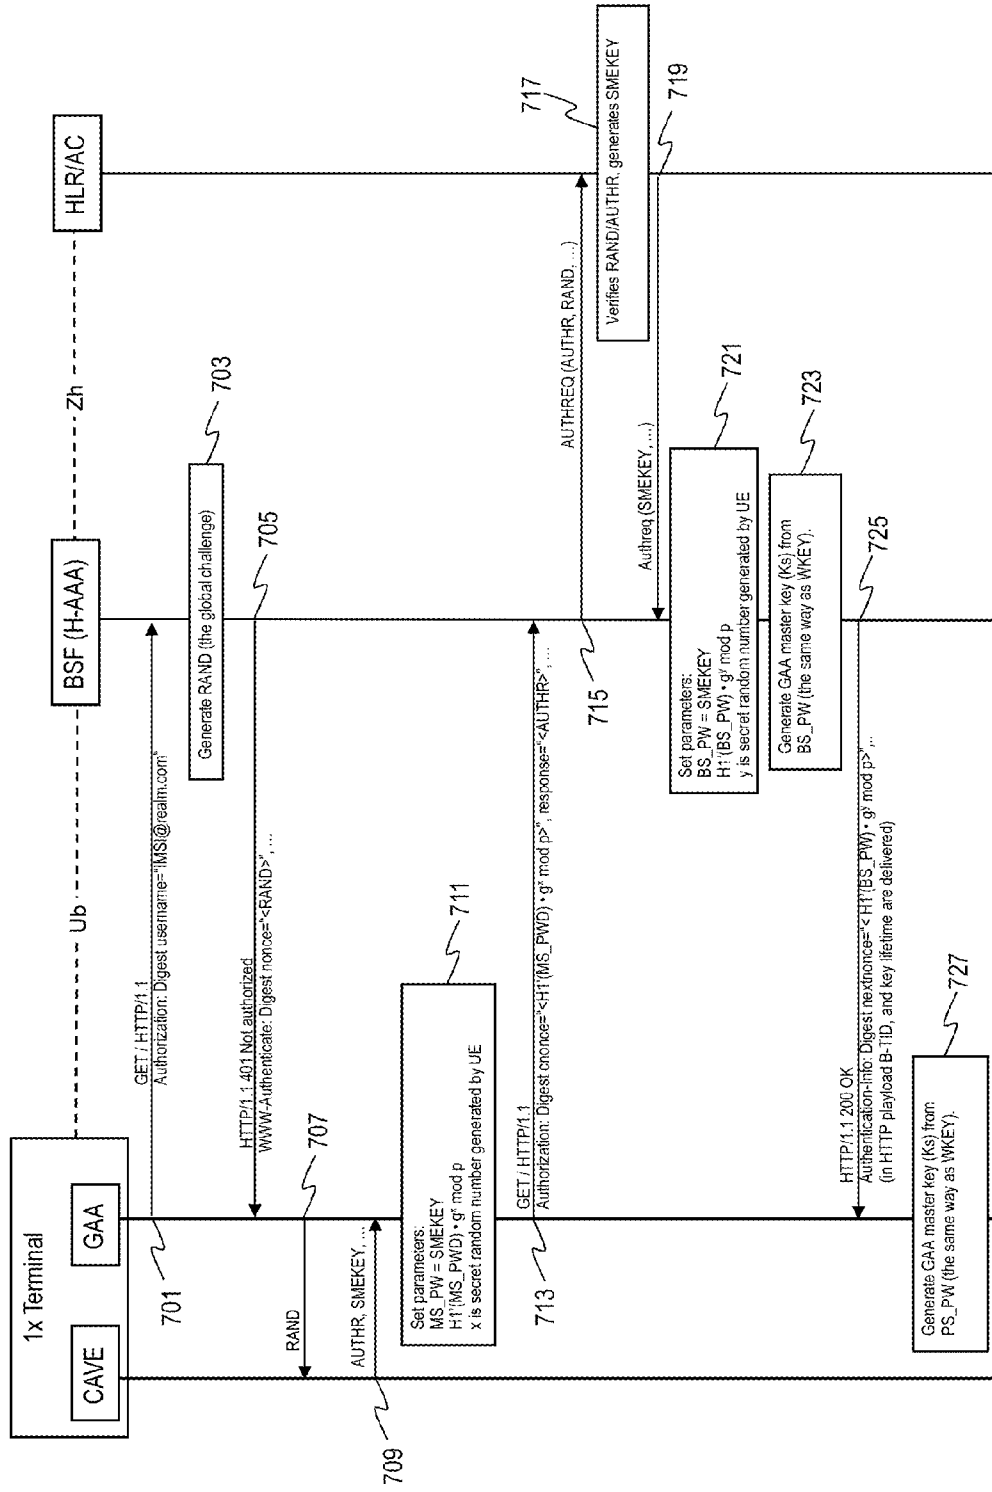 1x Terminal
CAVE
GAA
Ub
BSF (H-AAA)
Zh
HLR/AC
701
GET / HTTP/1.1
Authorization: Digest username="IMSI@realm.com"
703
Generate RAND (the global challenge)
705
HTTP/1.1 401 Not authorized
WWW-Authenticate: Digest nonce="<RAND>", ...
707
RAND
709
AUTHR, SMEKEY, ...
711
Set parameters:
MS_PW = SMEKEY
H1'(MS_PWD) • gˣ mod p
x is secret random number generated by UE
713
GET / HTTP/1.1
Authorization: Digest cnonce="<H1'(MS_PWD) • gˣ mod p>", response="<AUTHR>", ...
715
AUTHREQ (AUTHR, RAND, ...)
717
Verifies RAND/AUTHR, generates SMEKEY
719
Authreq (SMEKEY, ...)
721
Set parameters:
BS_PW = SMEKEY
H1'(BS_PW) • gʸ mod p
y is secret random number generated by UE
723
Generate GAA master key (Ks) from
BS_PW (the same way as WKEY).
725
HTTP/1.1 200 OK
Authentication-Info: Digest nextnonce="< H1'(BS_PW) • gʸ mod p>",..
(in HTTP playload B-TID, and key lifetime are delivered)
727
Generate GAA master key (Ks) from
PS_PW (the same way as WKEY).